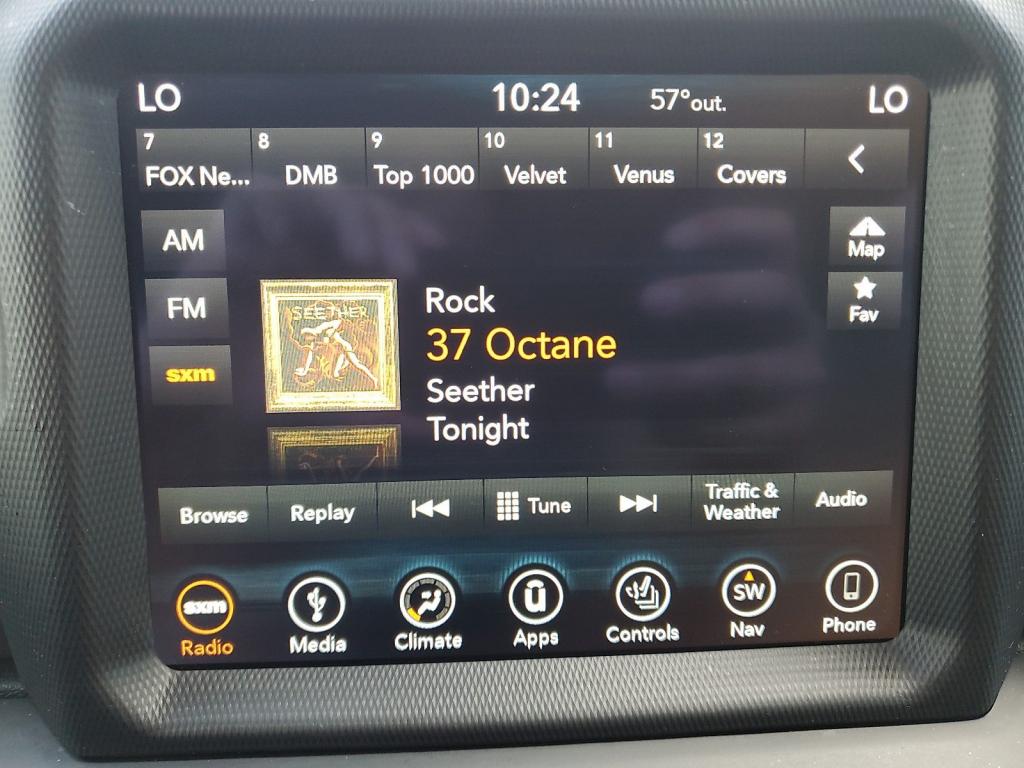 LO 10:24 57°out. LO
7 8 9 10 11 12
FOX Ne... DMB Top 1000 Velvet Venus Covers
AM
Map
FM
Fav
sxm
SEETHER
Rock
37 Octane
Seether
Tonight
Browse Replay Tune Traffic & Weather Audio
sxm SW
Radio Media Climate Apps Controls Nav Phone